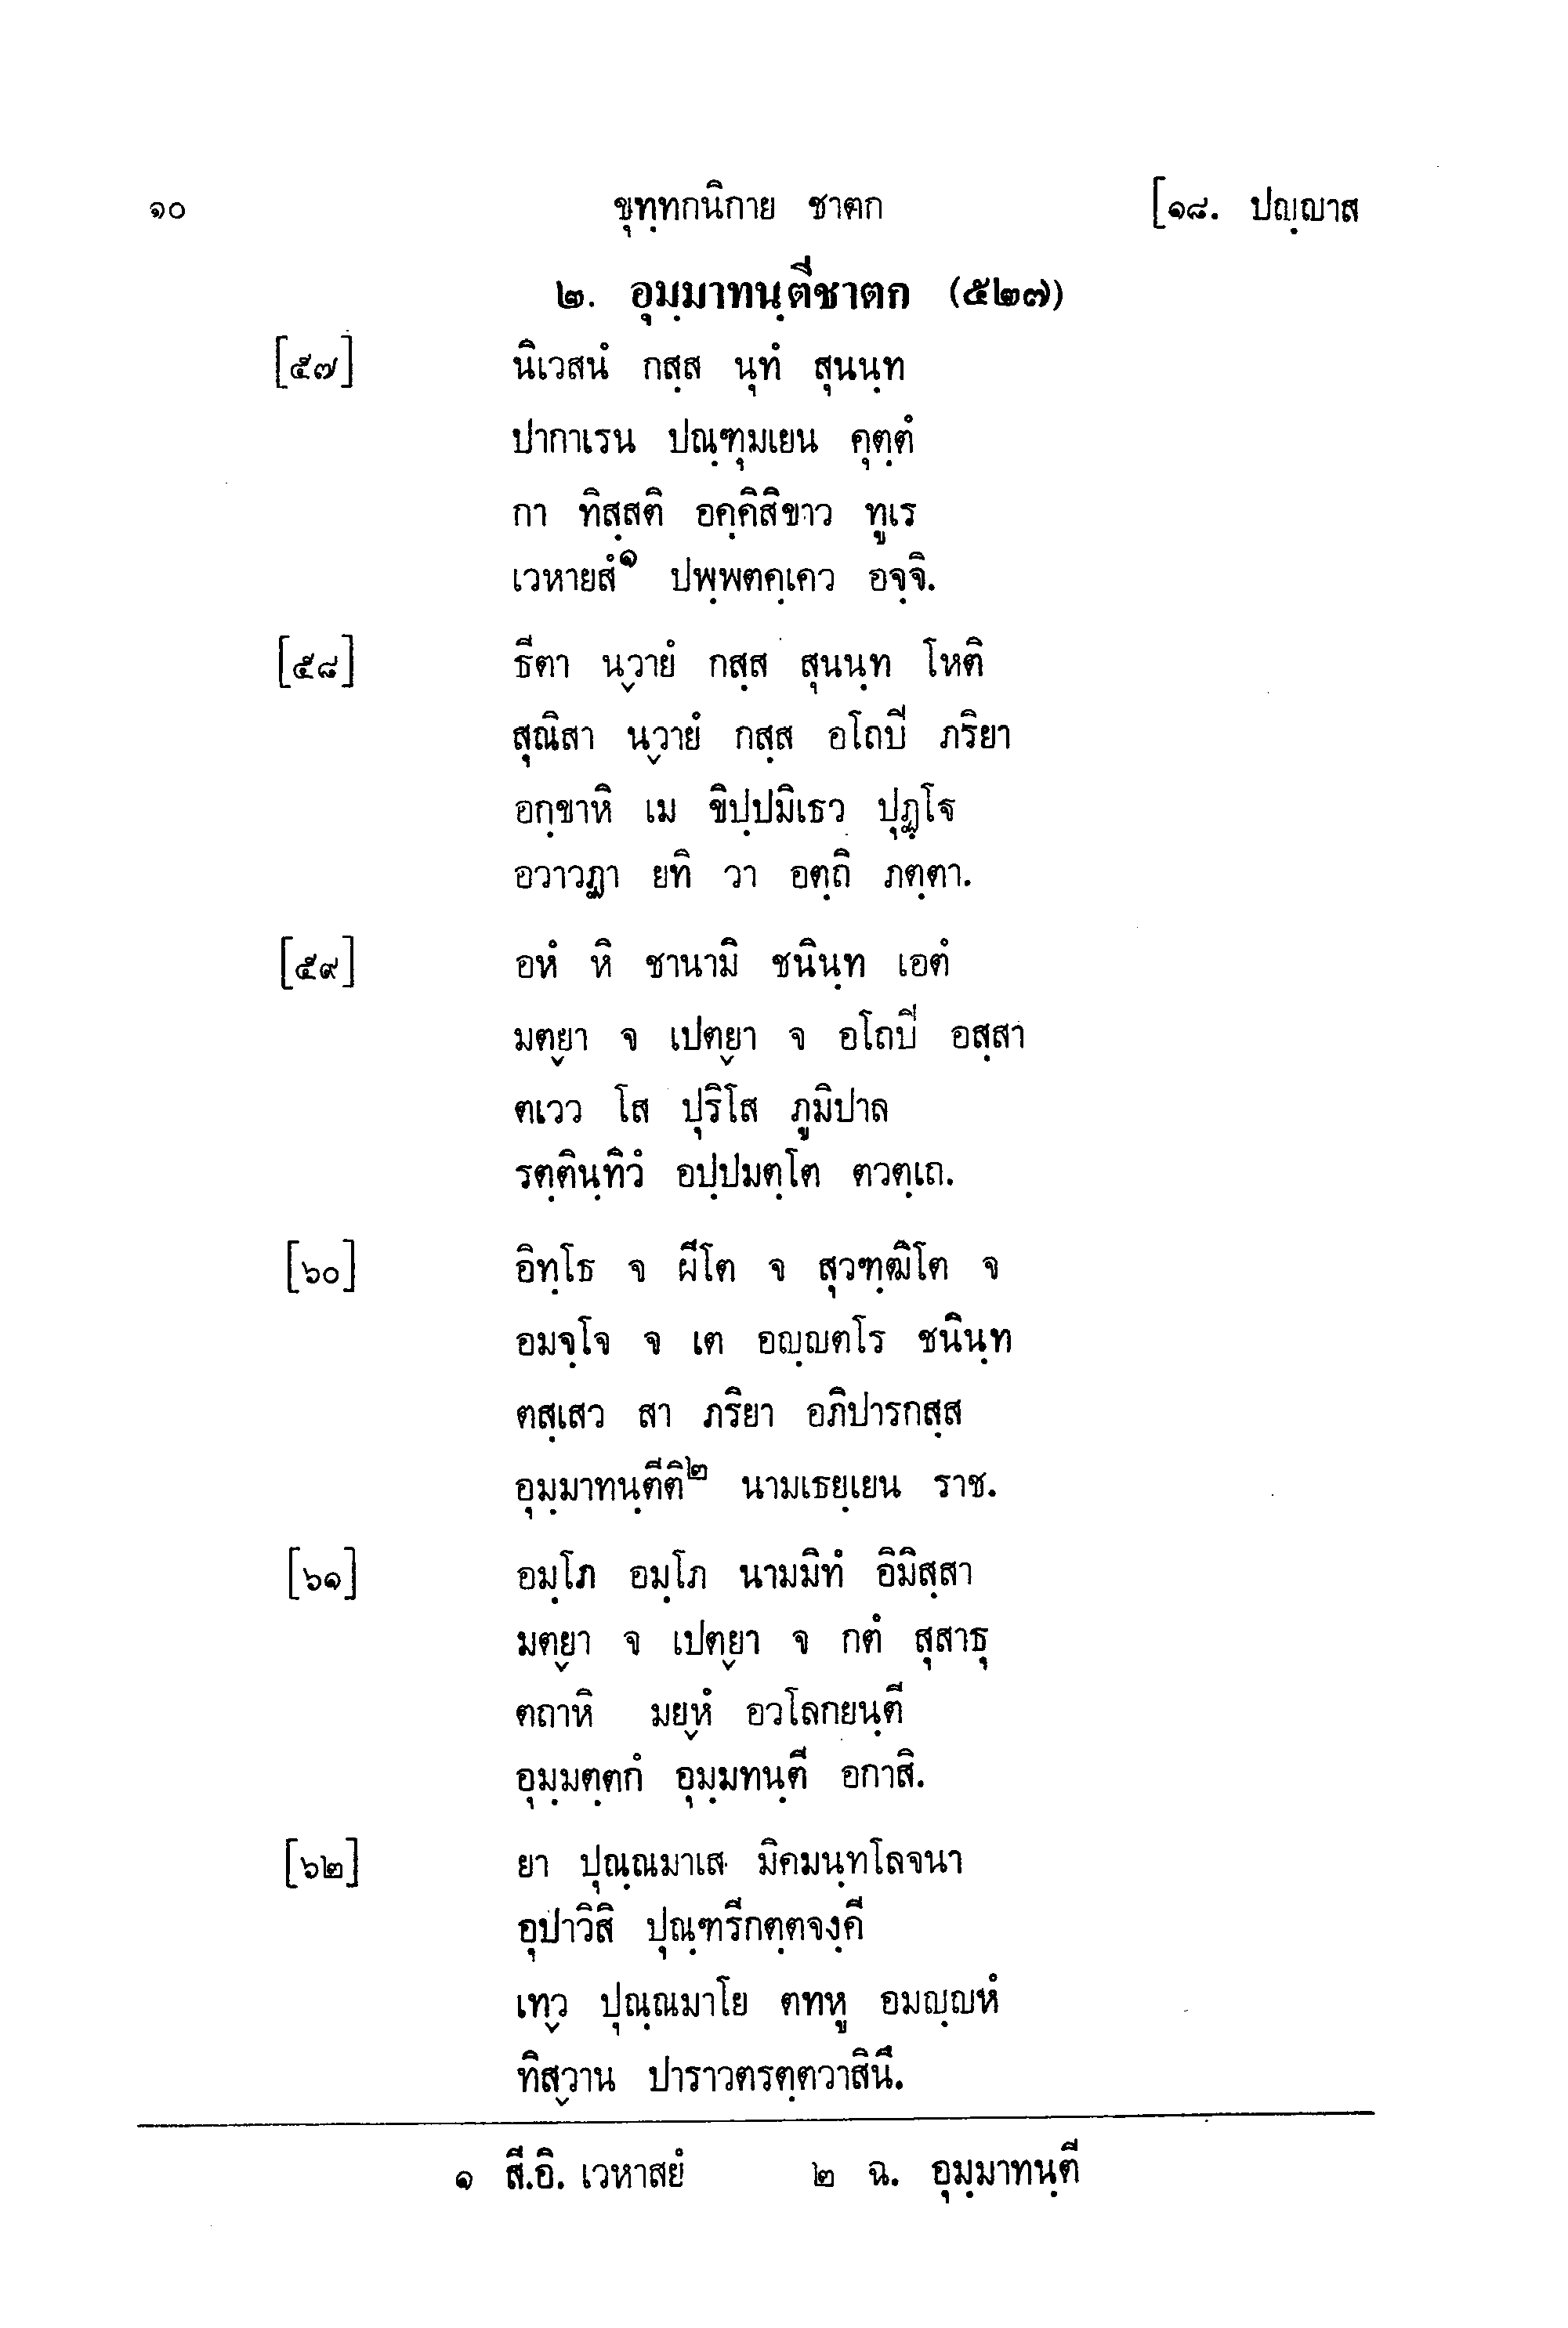 ๑๐ ขุทฺทกนิกาย ชาตก [๑๘. ปญฺญาส
๒. อุมฺมาทนฺตีชาตก (๕๒๗)
[๕๗] นิเวสนํ กสฺส นุทํ สุนนฺท
ปากาเรน ปณฺฑุมเยน คุตฺตํ
กา ทิสฺสติ อคฺคิสิขาว ทูเร
เวหายสํ๑ ปพฺพตคฺเคว อจฺจิ.
[๕๘] ธีตา นฺวายํ กสฺส สุนนฺท โหติ
สุณิสา นฺวายํ กสฺส อโถปิ ภริยา
อกฺขาหิ เม ขิปฺปมิเธว ปุฏฺโฐ
อวาวฏา ยทิ วา อตฺถิ ภตฺตา.
[๕๙] อหํ หิ ชานามิ ชนินฺท เอตํ
มตฺยา จ เปตฺยา จ อโถปิ อสฺสา
ตเวว โส ปุริโส ภูมิปาล
รตฺตินฺทิวํ อปฺปมตฺโต ตวตฺเถ.
[๖๐] อิทฺโธ จ ผีโต จ สุวฑฺฒิโต จ
อมจฺโจ จ เต อญฺญตโร ชนินฺท
ตสฺเสว สา ภริยา อภิปารกสฺส
อุมฺมาทนฺตีติ๒ นามเธยฺเยน ราช.
[๖๑] อมฺโภ อมฺโภ นามมิทํ อิมิสฺสา
มตฺยา จ เปตฺยา จ กตํ สุสาธุ
ตถาหิ มยฺหํ อวโลกยนฺตี
อุมฺมตฺตกํ อุมฺมทนฺตี อกาสิ.
[๖๒] ยา ปุณฺณมาเส มิคมนฺทโลจนา
อุปาวิสิ ปุณฺฑรีกตฺตจงฺคี
เทฺว ปุณฺณมาโย ตทหู อมญฺญหํ
ทิสฺวาน ปาราวตรตฺตวาสินึ.
๑ สี.อิ. เวหาสยํ ๒ ฉ. อุมฺมาทนฺตี